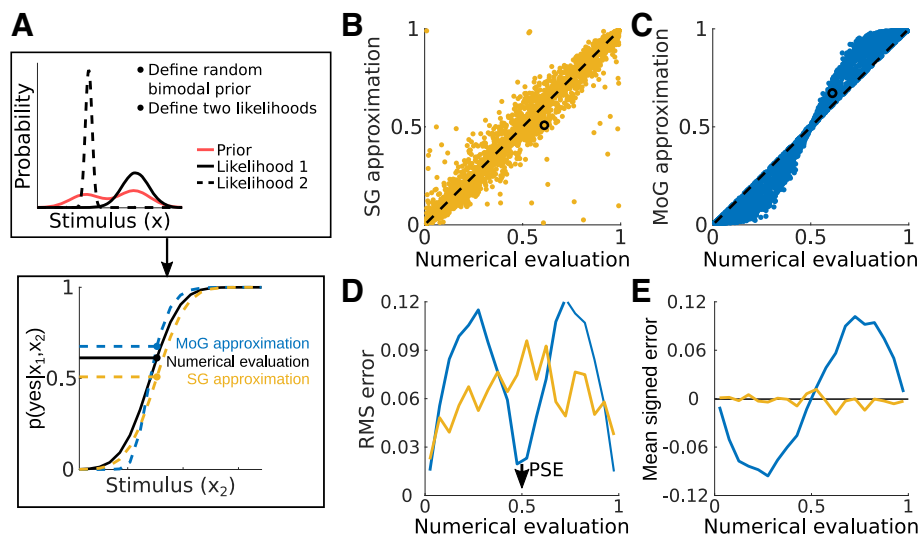 A
Define random
bimodal prior
Define two likelihoods
Prior
Likelihood 1
Likelihood 2
Probability
Stimulus (x)
1
0.5
0
p(yes|x1,x2)
MoG approximation
Numerical evaluation
SG approximation
Stimulus (x2)
B
1
0.5
0
SG approximation
0 0.5 1
Numerical evaluation
C
1
0.5
0
MoG approximation
0 0.5 1
Numerical evaluation
D
0.12
0.09
0.06
0.03
0
RMS error
PSE
0 0.5 1
Numerical evaluation
E
0.12
0.06
0
-0.06
-0.12
Mean signed error
0 0.5 1
Numerical evaluation